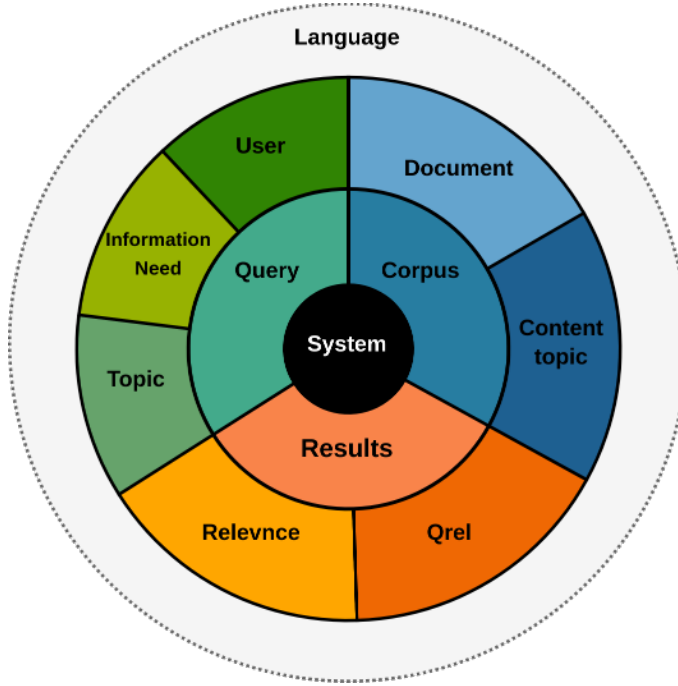 Language
User
Document
Information
Need
Query
Corpus
Content
topic
System
Topic
Results
Relevnce
Qrel